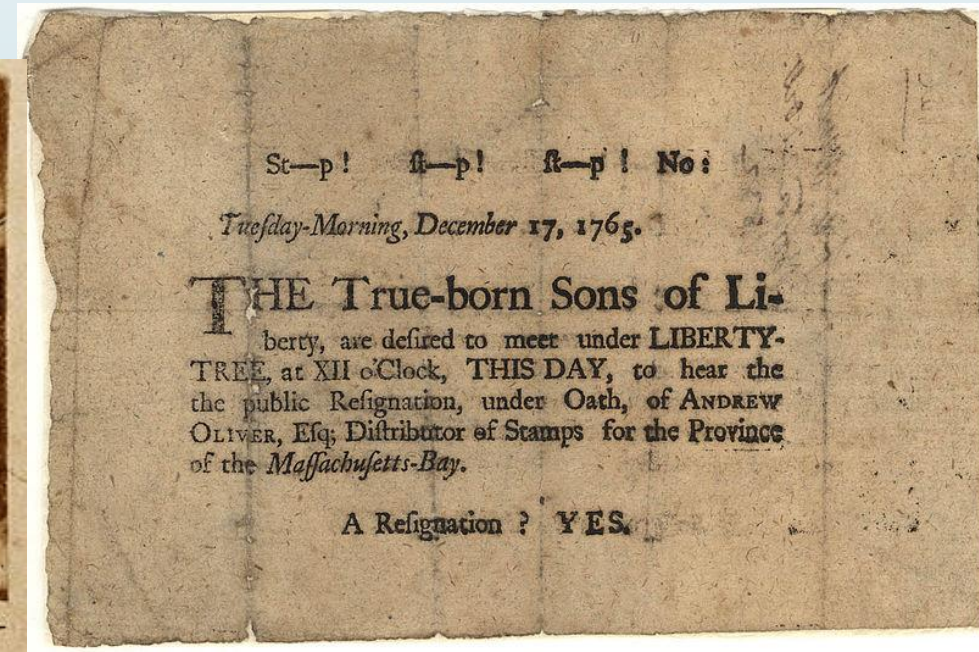 St—p! ſt—p! ſt—p! No:
Tueſday-Morning, December 17, 1765.
THE True-born Sons of Li-
berty, are deſired to meet under LIBERTY-
TREE, at XII o'Clock, THIS DAY, to hear the
the public Reſignation, under Oath, of ANDREW
OLIVER, Eſq; Diſtributor of Stamps for the Province
of the Maſſachuſetts-Bay.
A Reſignation ? YES.